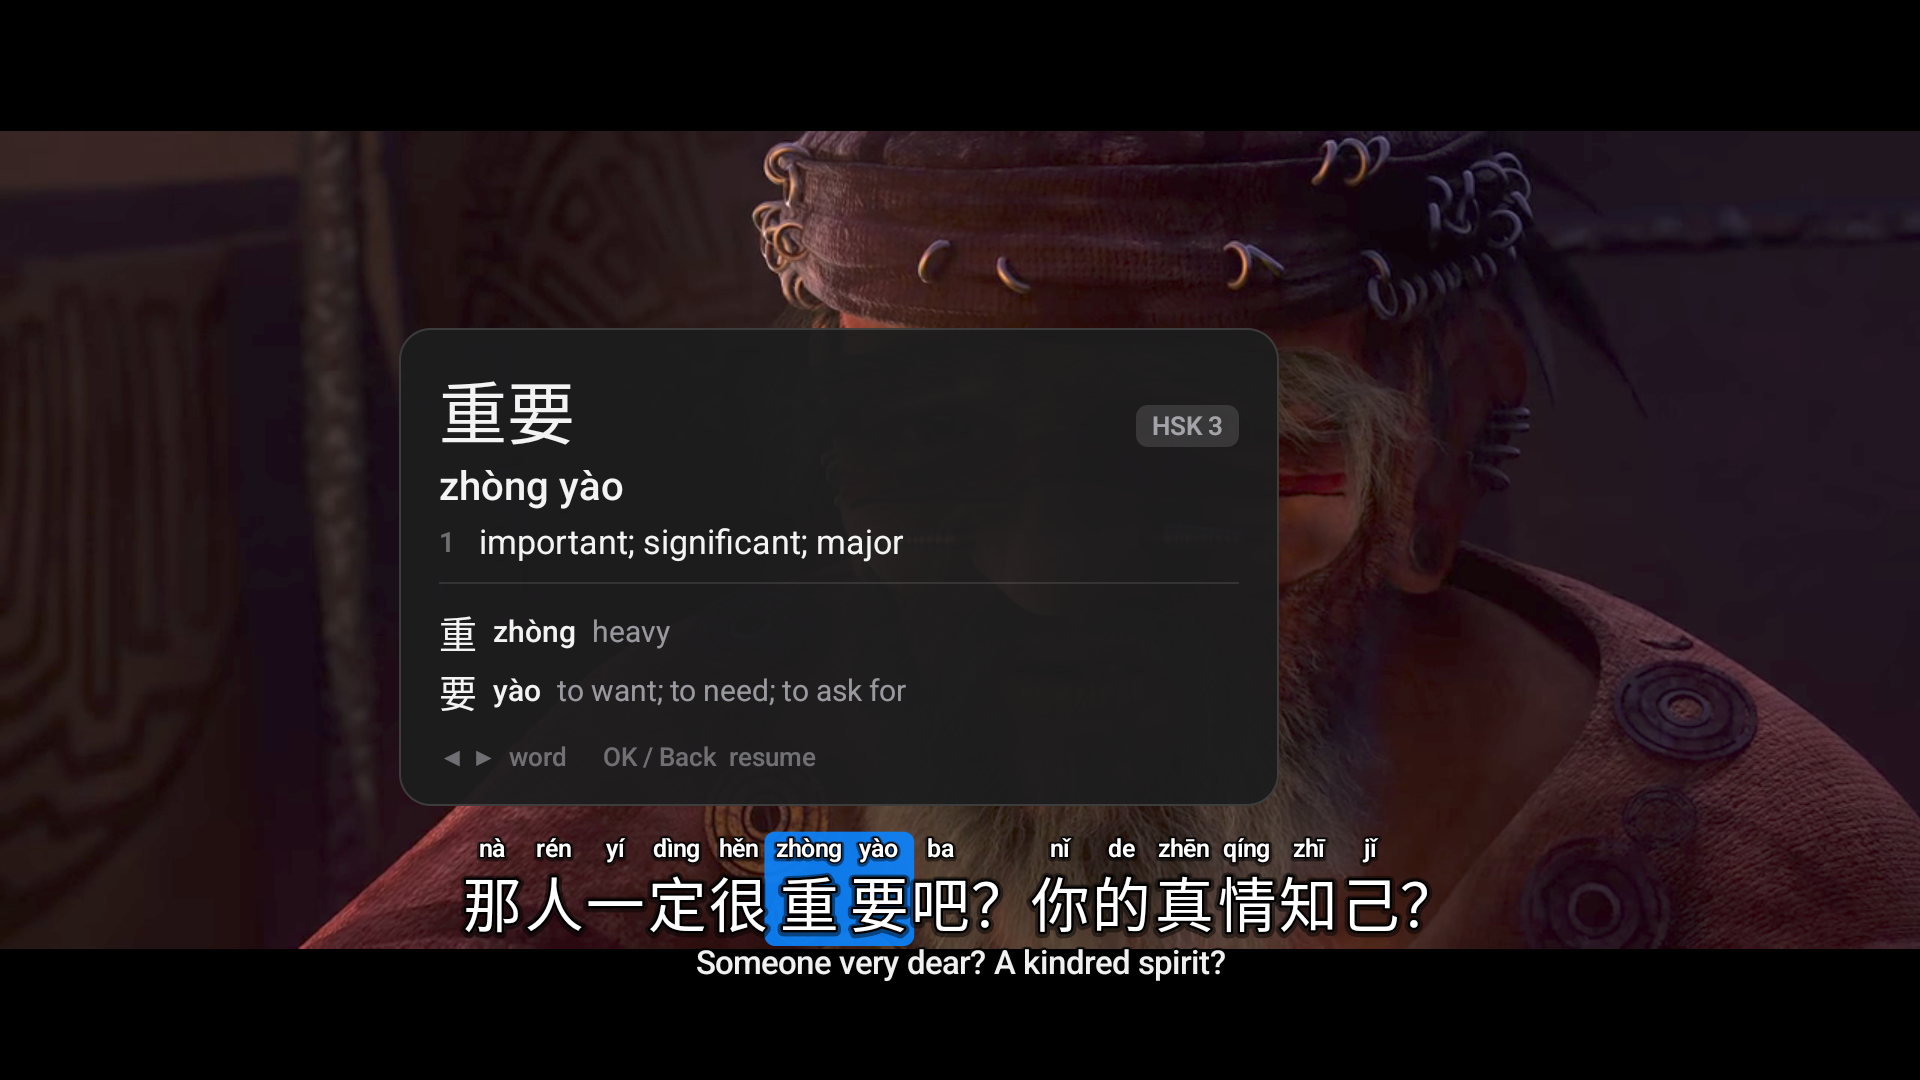 重要
HSK 3
zhòng yào
1 important; significant; major
重 zhòng heavy
要 yào to want; to need; to ask for
◄ ► word OK / Back resume
nà rén yí dìng hěn zhòng yào ba nǐ de zhēn qíng zhī jǐ
那人一定很重要吧？你的真情知己？
Someone very dear? A kindred spirit?